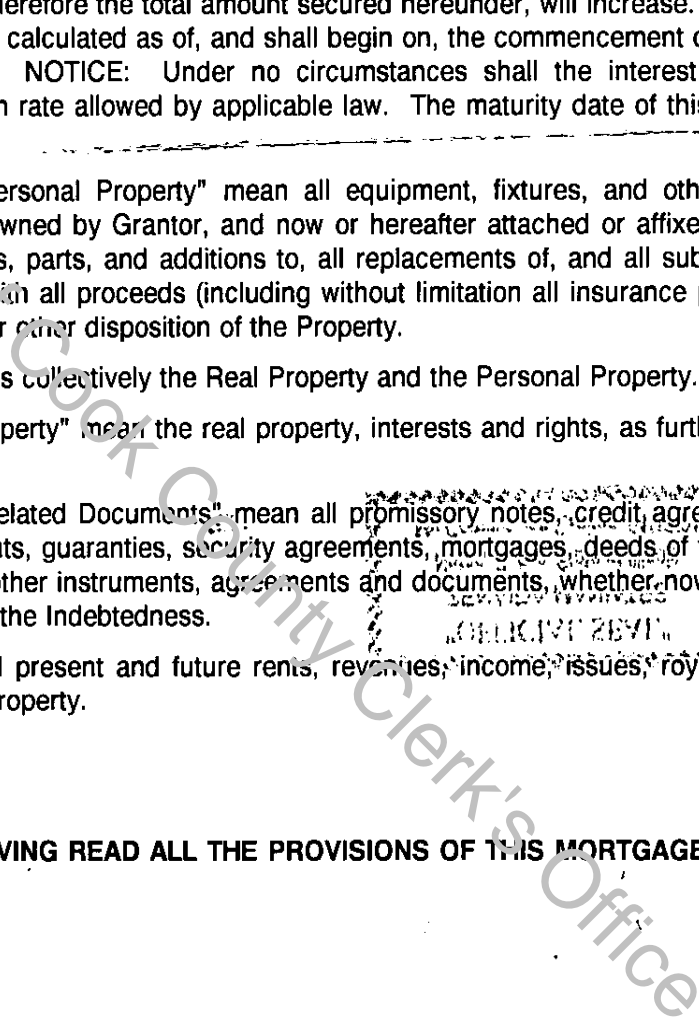 herefore the total amount secured hereunder, will increase.
calculated as of, and shall begin on, the commencement
NOTICE: Under no circumstances shall the interest
rate allowed by applicable law. The maturity date of this
ersonal Property" mean all equipment, fixtures, and oth
wned by Grantor, and now or hereafter attached or affixe
s, parts, and additions to, all replacements of, and all sub
all proceeds (including without limitation all insurance
r other disposition of the Property.
s collectively the Real Property and the Personal Property.
operty" mean the real property, interests and rights, as furth
elated Documents" mean all promissory notes, credit agre
ts, guaranties, security agreements, mortgages, deeds of
other instruments, agreements and documents, whether now
the Indebtedness.
l present and future rents, revenues, income, issues, roy
roperty.
VING READ ALL THE PROVISIONS OF THIS MORTGAGE
Cook County Clerk's Office